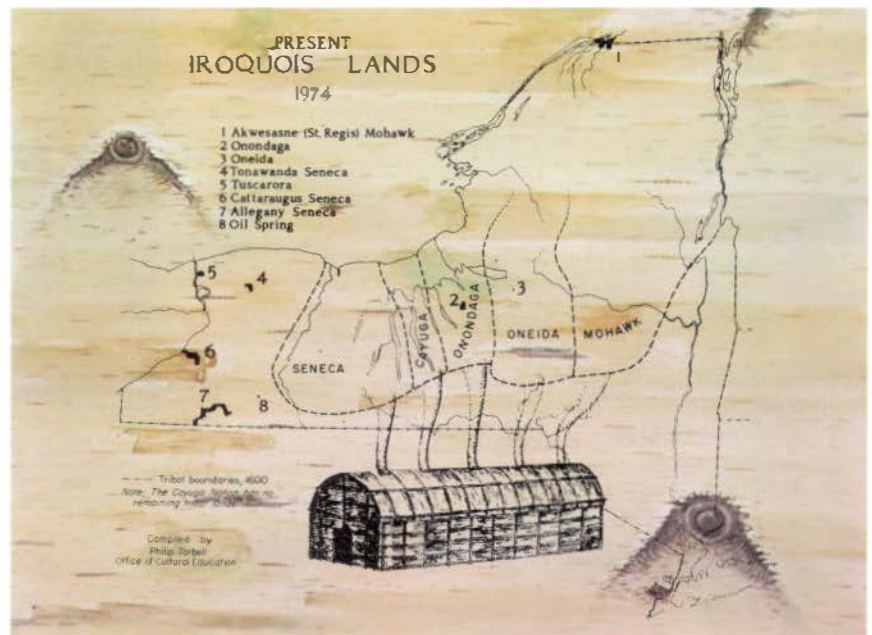 PRESENT
IROQUOIS LANDS
1974
1 Akwesasne (St. Regis) Mohawk
2 Onondaga
3 Oneida
4 Tonawanda Seneca
5 Tuscarora
6 Cattaraugus Seneca
7 Allegany Seneca
8 Oil Spring
1
5
4
2
3
6
7
8
SENECA
CAYUGA
ONONDAGA
ONEIDA
MOHAWK
Tribal boundaries, 1600
Note: The Cayuga Nation has no
remaining
Compiled by
Philip Tarbell
Office of Cultural Education